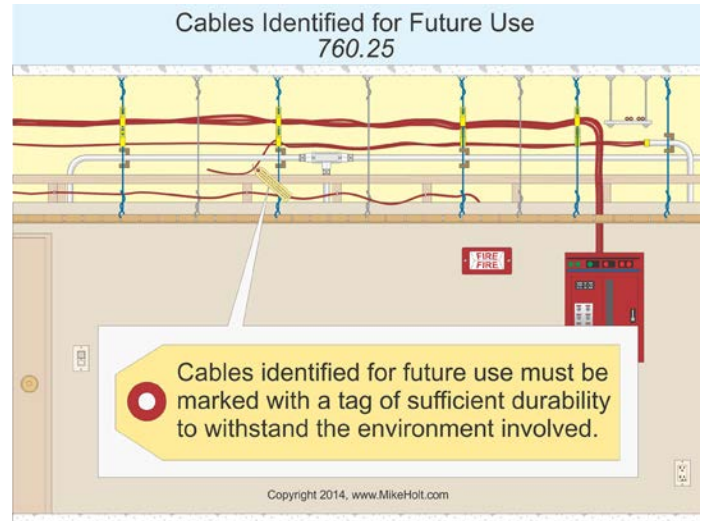 Cables Identified for Future Use
760.25
FIRE
FIRE
Cables identified for future use must be
marked with a tag of sufficient durability
to withstand the environment involved.
Copyright 2014, www.MikeHolt.com